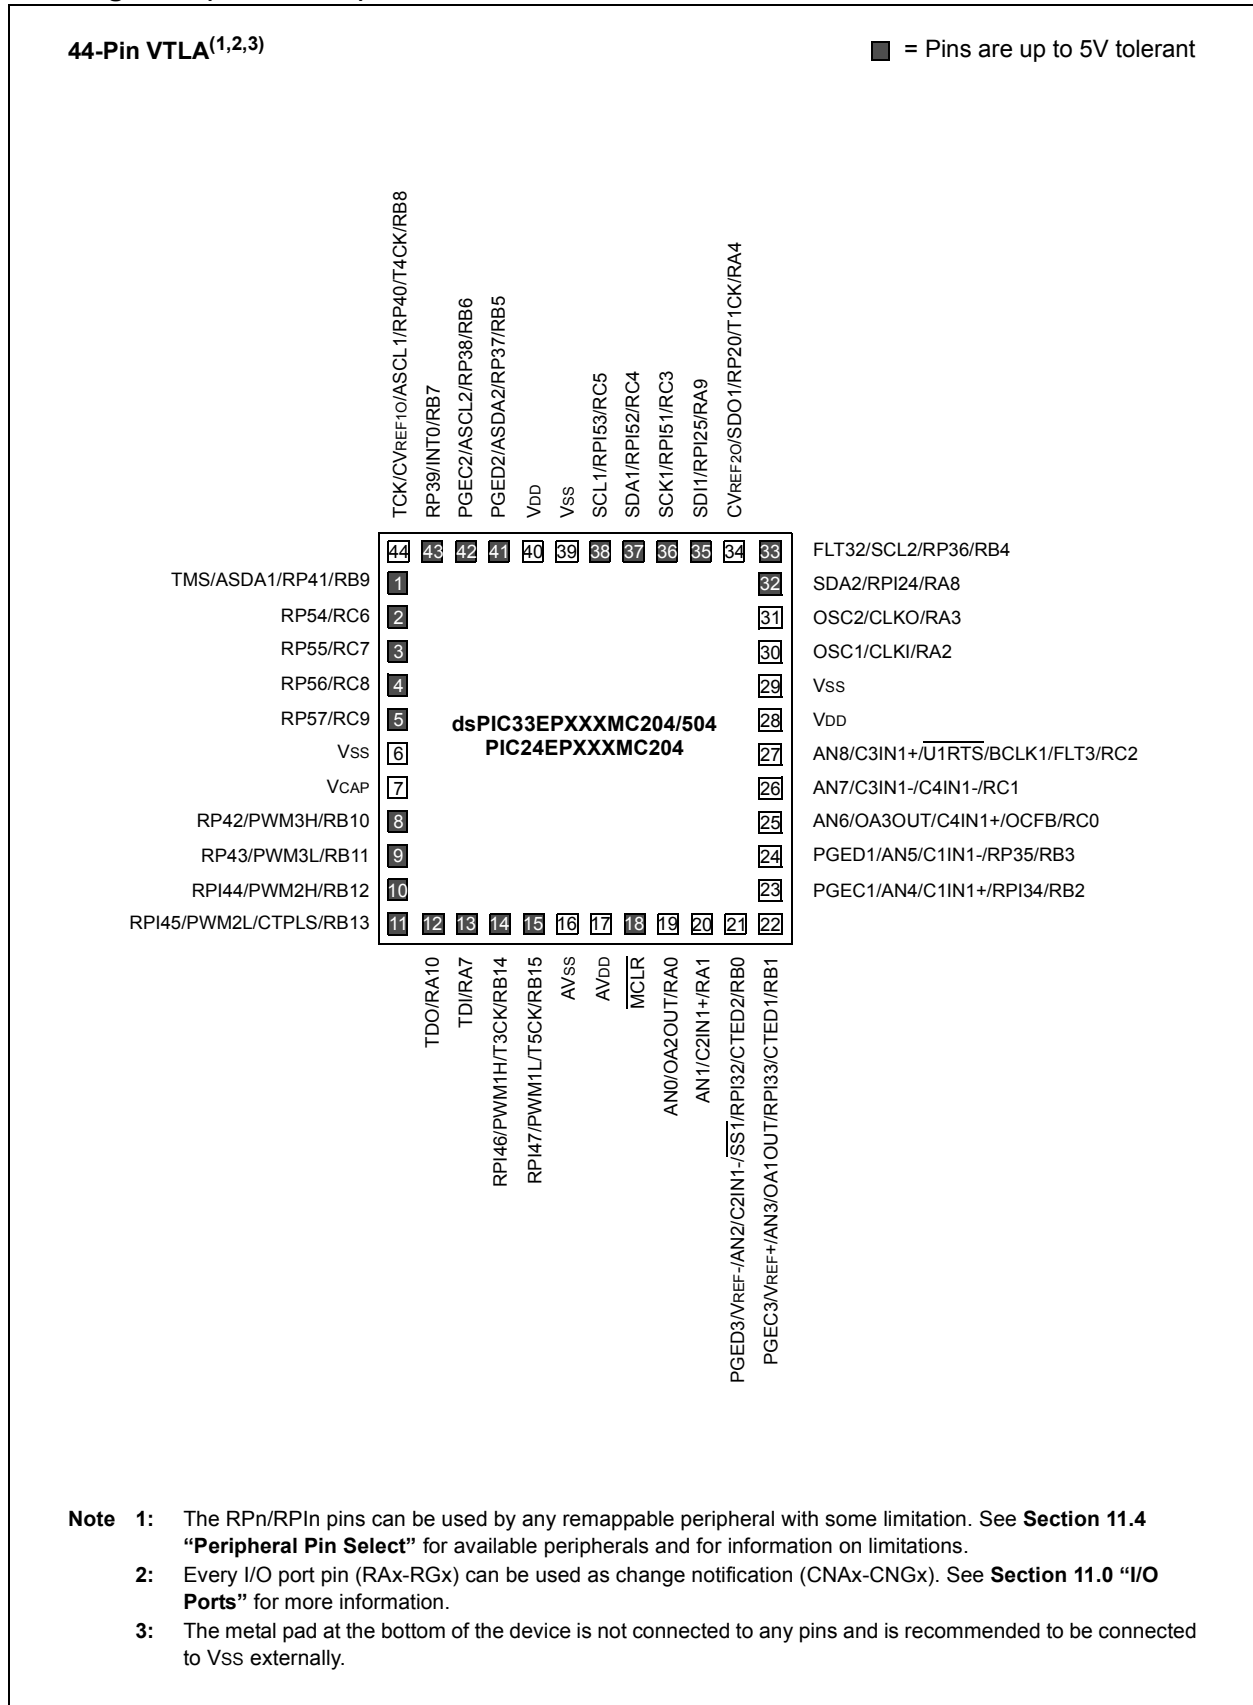 44-Pin VTLA(1,2,3)
= Pins are up to 5V tolerant
TCK/CVREF1O/ASCL1/RP40/T4CK/RB8
RP39/INT0/RB7
PGEC2/ASCL2/RP38/RB6
PGED2/ASDA2/RP37/RB5
VDD
VSS
SCL1/RPI53/RC5
SDA1/RPI52/RC4
SCK1/RPI51/RC3
SDI1/RPI25/RA9
CVREF2O/SDO1/RP20/T1CK/RA4
44 43 42 41 40 39 38 37 36 35 34 33 FLT32/SCL2/RP36/RB4
TMS/ASDA1/RP41/RB9 1 32 SDA2/RPI24/RA8
RP54/RC6 2 31 OSC2/CLKO/RA3
RP55/RC7 3 30 OSC1/CLKI/RA2
RP56/RC8 4 29 VSS
RP57/RC9 5 dsPIC33EPXXXMC204/504 28 VDD
VSS 6 PIC24EPXXXMC204 27 AN8/C3IN1+/U1RTS/BCLK1/FLT3/RC2
VCAP 7 26 AN7/C3IN1-/C4IN1-/RC1
RP42/PWM3H/RB10 8 25 AN6/OA3OUT/C4IN1+/OCFB/RC0
RP43/PWM3L/RB11 9 24 PGED1/AN5/C1IN1-/RP35/RB3
RPI44/PWM2H/RB12 10 23 PGEC1/AN4/C1IN1+/RPI34/RB2
RPI45/PWM2L/CTPLS/RB13 11 12 13 14 15 16 17 18 19 20 21 22
TDO/RA10
TDI/RA7
RPI46/PWM1H/T3CK/RB14
RPI47/PWM1L/T5CK/RB15
AVSS
AVDD
MCLR
AN0/OA2OUT/RA0
AN1/C2IN1+/RA1
PGED3/VREF-/AN2/C2IN1-/SS1/RPI32/CTED2/RB0
PGEC3/VREF+/AN3/OA1OUT/RPI33/CTED1/RB1
Note 1: The RPn/RPIn pins can be used by any remappable peripheral with some limitation. See Section 11.4
“Peripheral Pin Select” for available peripherals and for information on limitations.
2: Every I/O port pin (RAx-RGx) can be used as change notification (CNAx-CNGx). See Section 11.0 “I/O
Ports” for more information.
3: The metal pad at the bottom of the device is not connected to any pins and is recommended to be connected
to VSS externally.